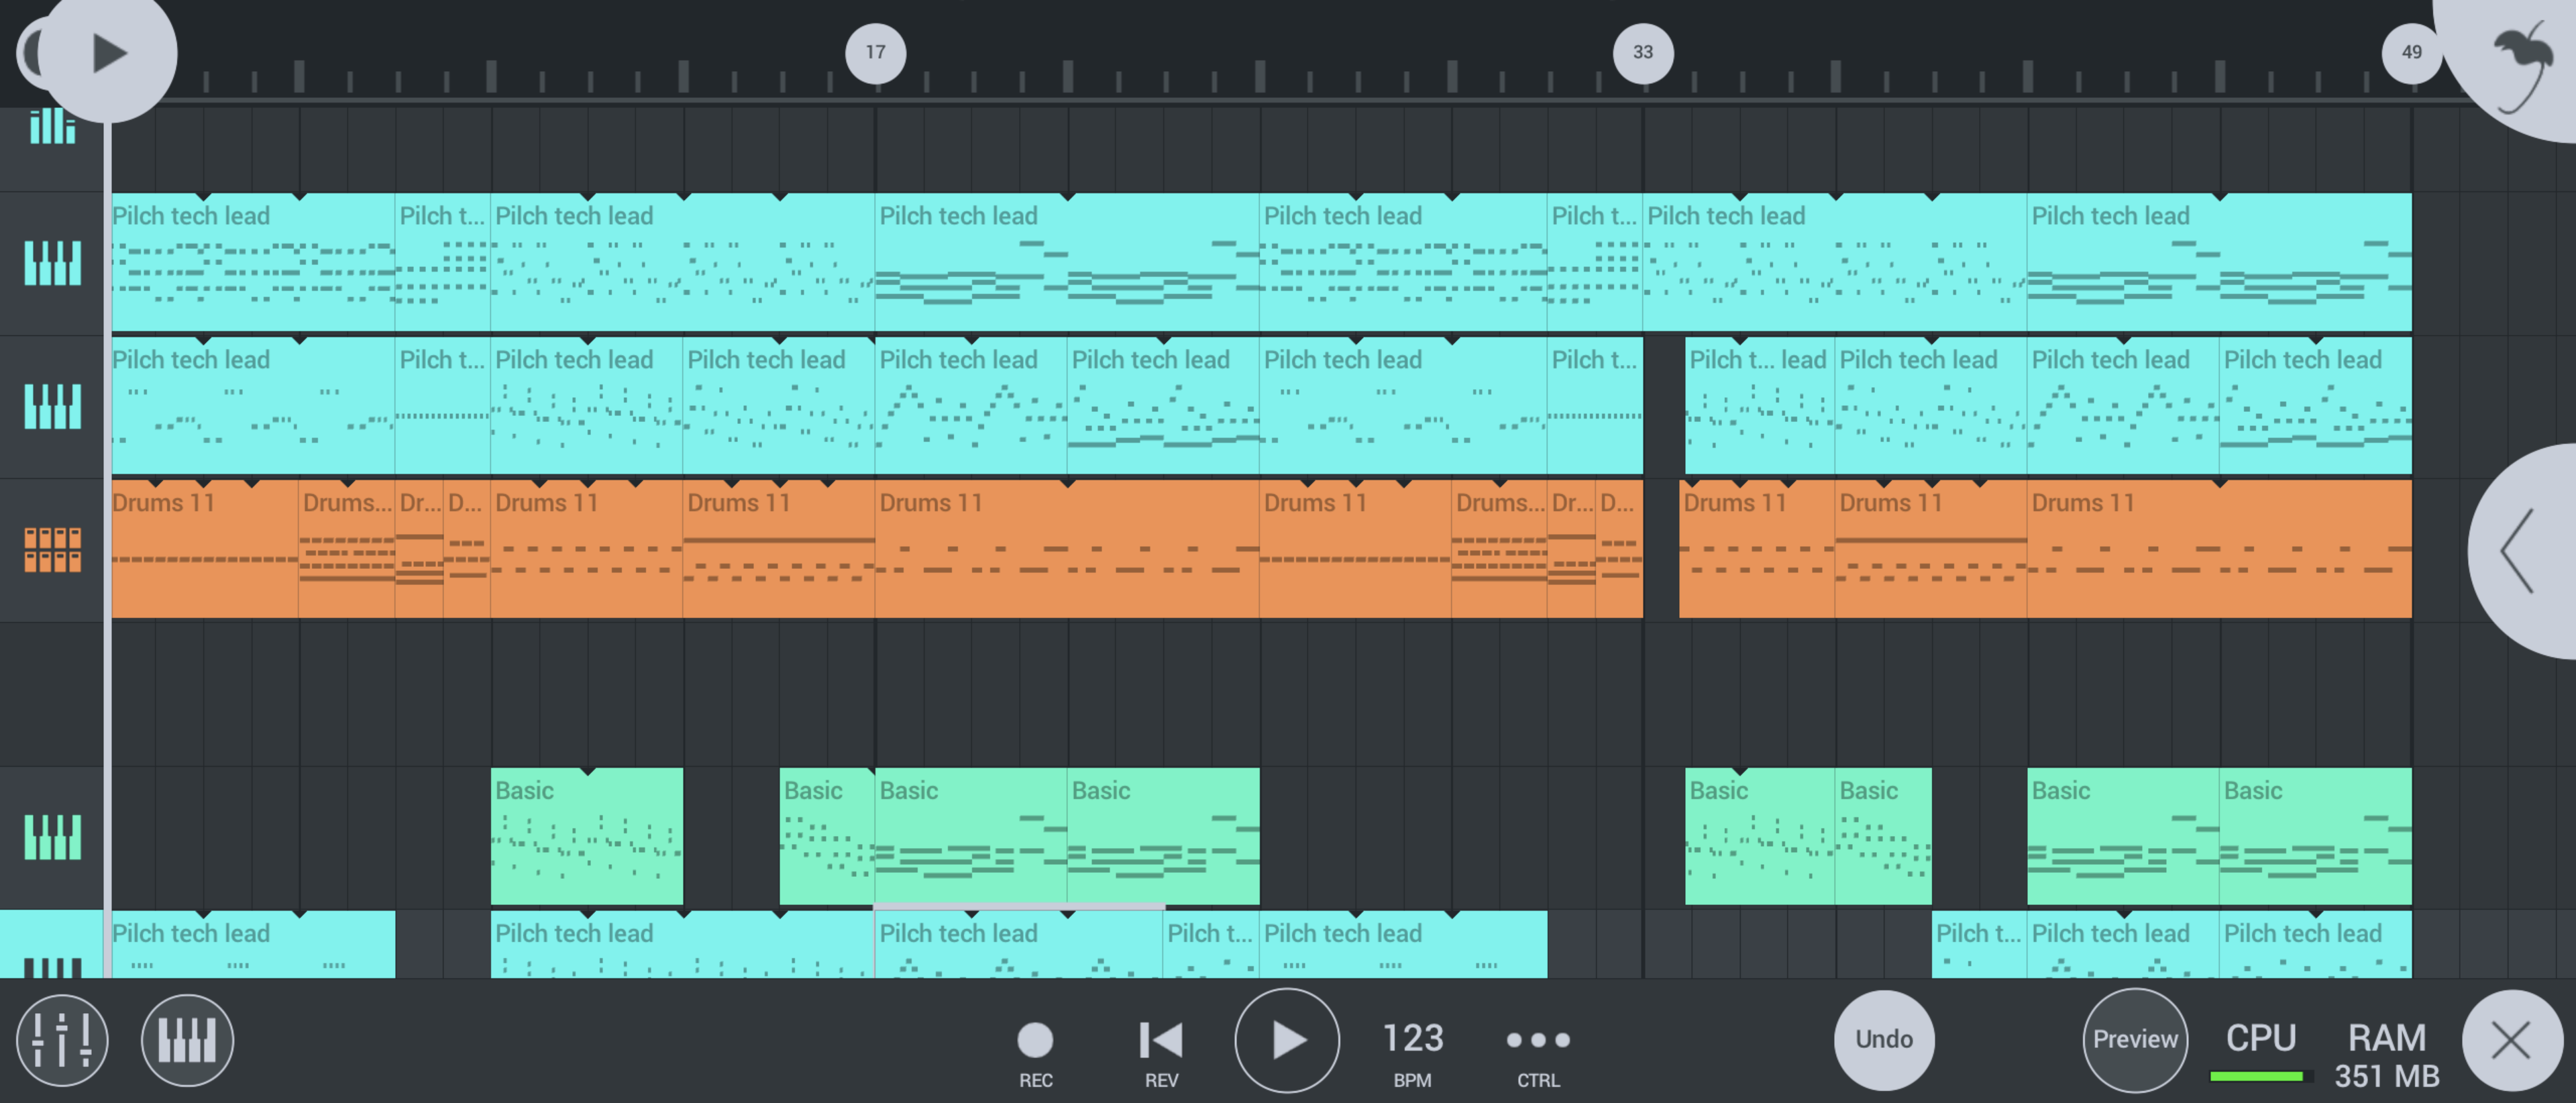 17 33 49
Pilch tech lead Pilch t... Pilch tech lead Pilch tech lead Pilch tech lead Pilch t... Pilch tech lead Pilch tech lead
Pilch tech lead Pilch t... Pilch tech lead Pilch tech lead Pilch tech lead Pilch tech lead Pilch tech lead Pilch t... Pilch t... lead Pilch tech lead Pilch tech lead Pilch tech lead
Drums 11 Drums... Dr... D... Drums 11 Drums 11 Drums 11 Drums 11 Drums... Dr... D... Drums 11 Drums 11 Drums 11
Basic Basic Basic Basic Basic Basic Basic Basic
Pilch tech lead Pilch tech lead Pilch tech lead Pilch t... Pilch tech lead Pilch t... Pilch tech lead Pilch tech lead
123 Undo Preview CPU RAM
REC REV BPM CTRL 351 MB